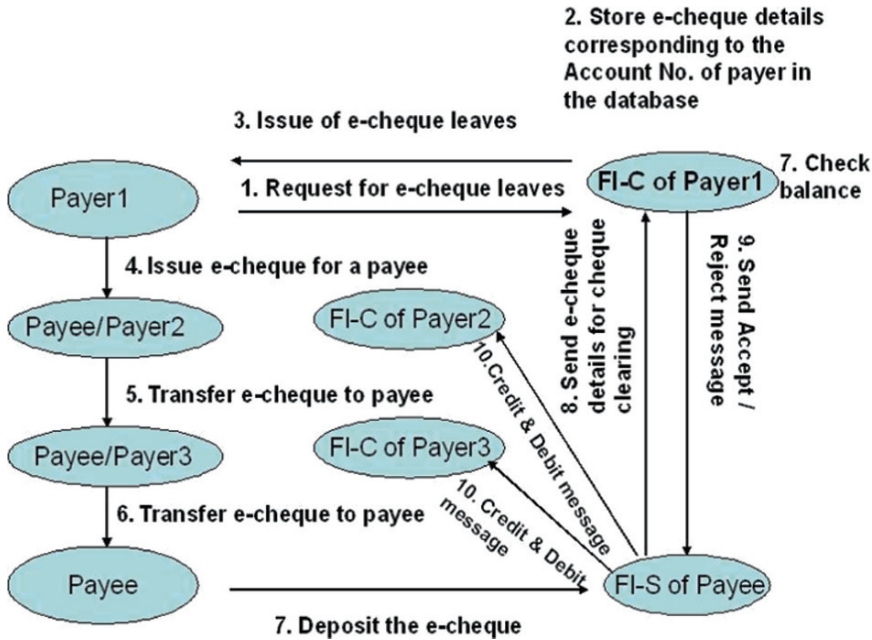 2. Store e-cheque details
corresponding to the
Account No. of payer in
the database
3. Issue of e-cheque leaves
Payer1
1. Request for e-cheque leaves
FI-C of Payer1
7. Check
balance
4. Issue e-cheque for a payee
Payee/Payer2
FI-C of Payer2
8. Send e-cheque
details for cheque
clearing
9. Send Accept /
Reject message
10.Credit & Debit message
5. Transfer e-cheque to payee
Payee/Payer3
FI-C of Payer3
10. Credit & Debit
message
6. Transfer e-cheque to payee
Payee
FI-S of Payee
7. Deposit the e-cheque